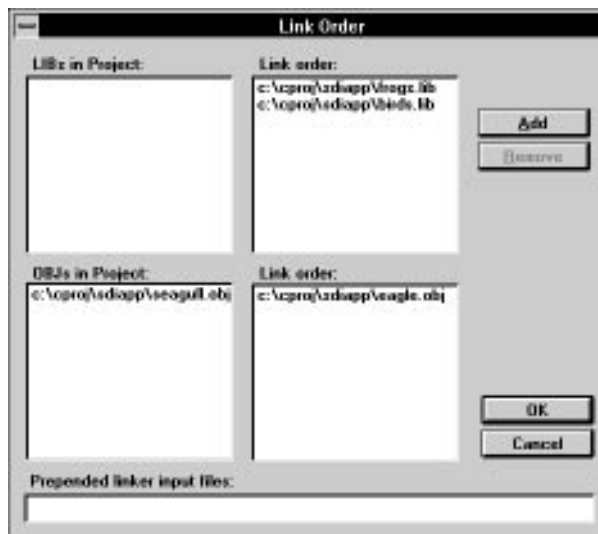 Link Order
LIBs in Project:
Link order:
c:\cproj\sdiapp\frogs.lib
c:\cproj\sdiapp\birds.lib
Add
Remove
OBJs in Project:
c:\cproj\sdiapp\seagull.obj
Link order:
c:\cproj\sdiapp\eagle.obj
OK
Cancel
Prepended linker input files: